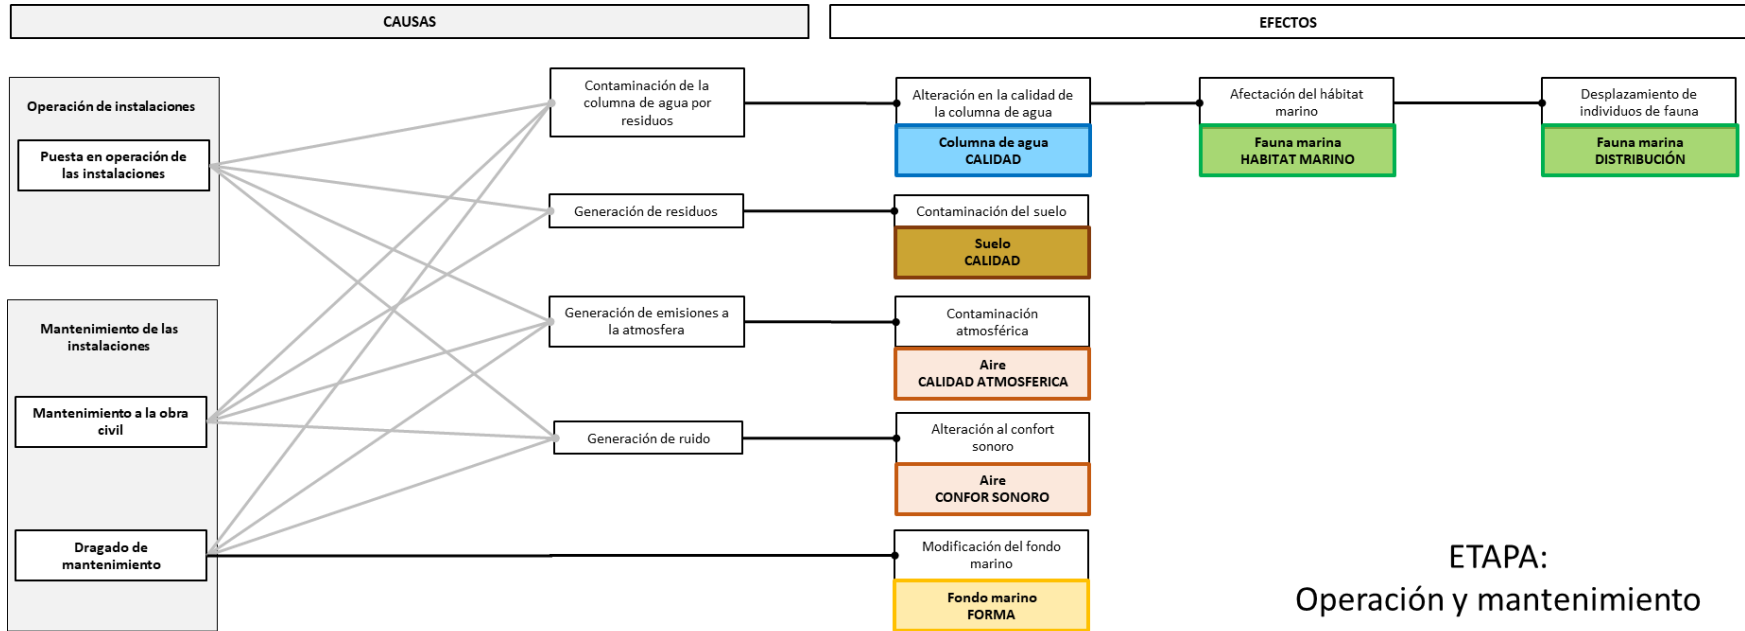 CAUSAS
EFECTOS
Operación de instalaciones
Puesta en operación de
las instalaciones
Mantenimiento de las
instalaciones
Mantenimiento a la obra
civil
Dragado de
mantenimiento
Contaminación de la
columna de agua por
residuos
Generación de residuos
Generación de emisiones a
la atmosfera
Generación de ruido
Alteración en la calidad de
la columna de agua
Columna de agua
CALIDAD
Afectación del hábitat
marino
Fauna marina
HABITAT MARINO
Desplazamiento de
individuos de fauna
Fauna marina
DISTRIBUCIÓN
Contaminación del suelo
Suelo
CALIDAD
Contaminación
atmosférica
Aire
CALIDAD ATMOSFERICA
Alteración al confort
sonoro
Aire
CONFOR SONORO
Modificación del fondo
marino
Fondo marino
FORMA
ETAPA:
Operación y mantenimiento